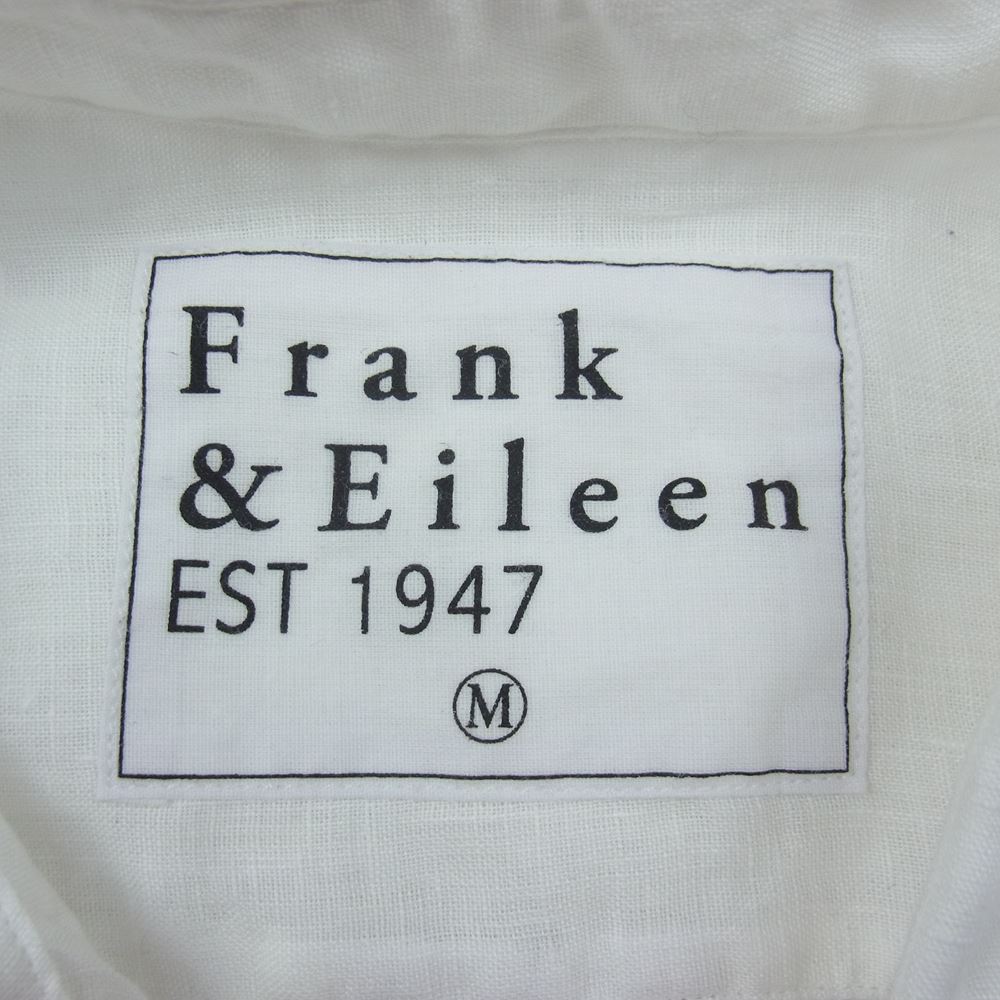 Frank
& Eileen
EST 1947
M